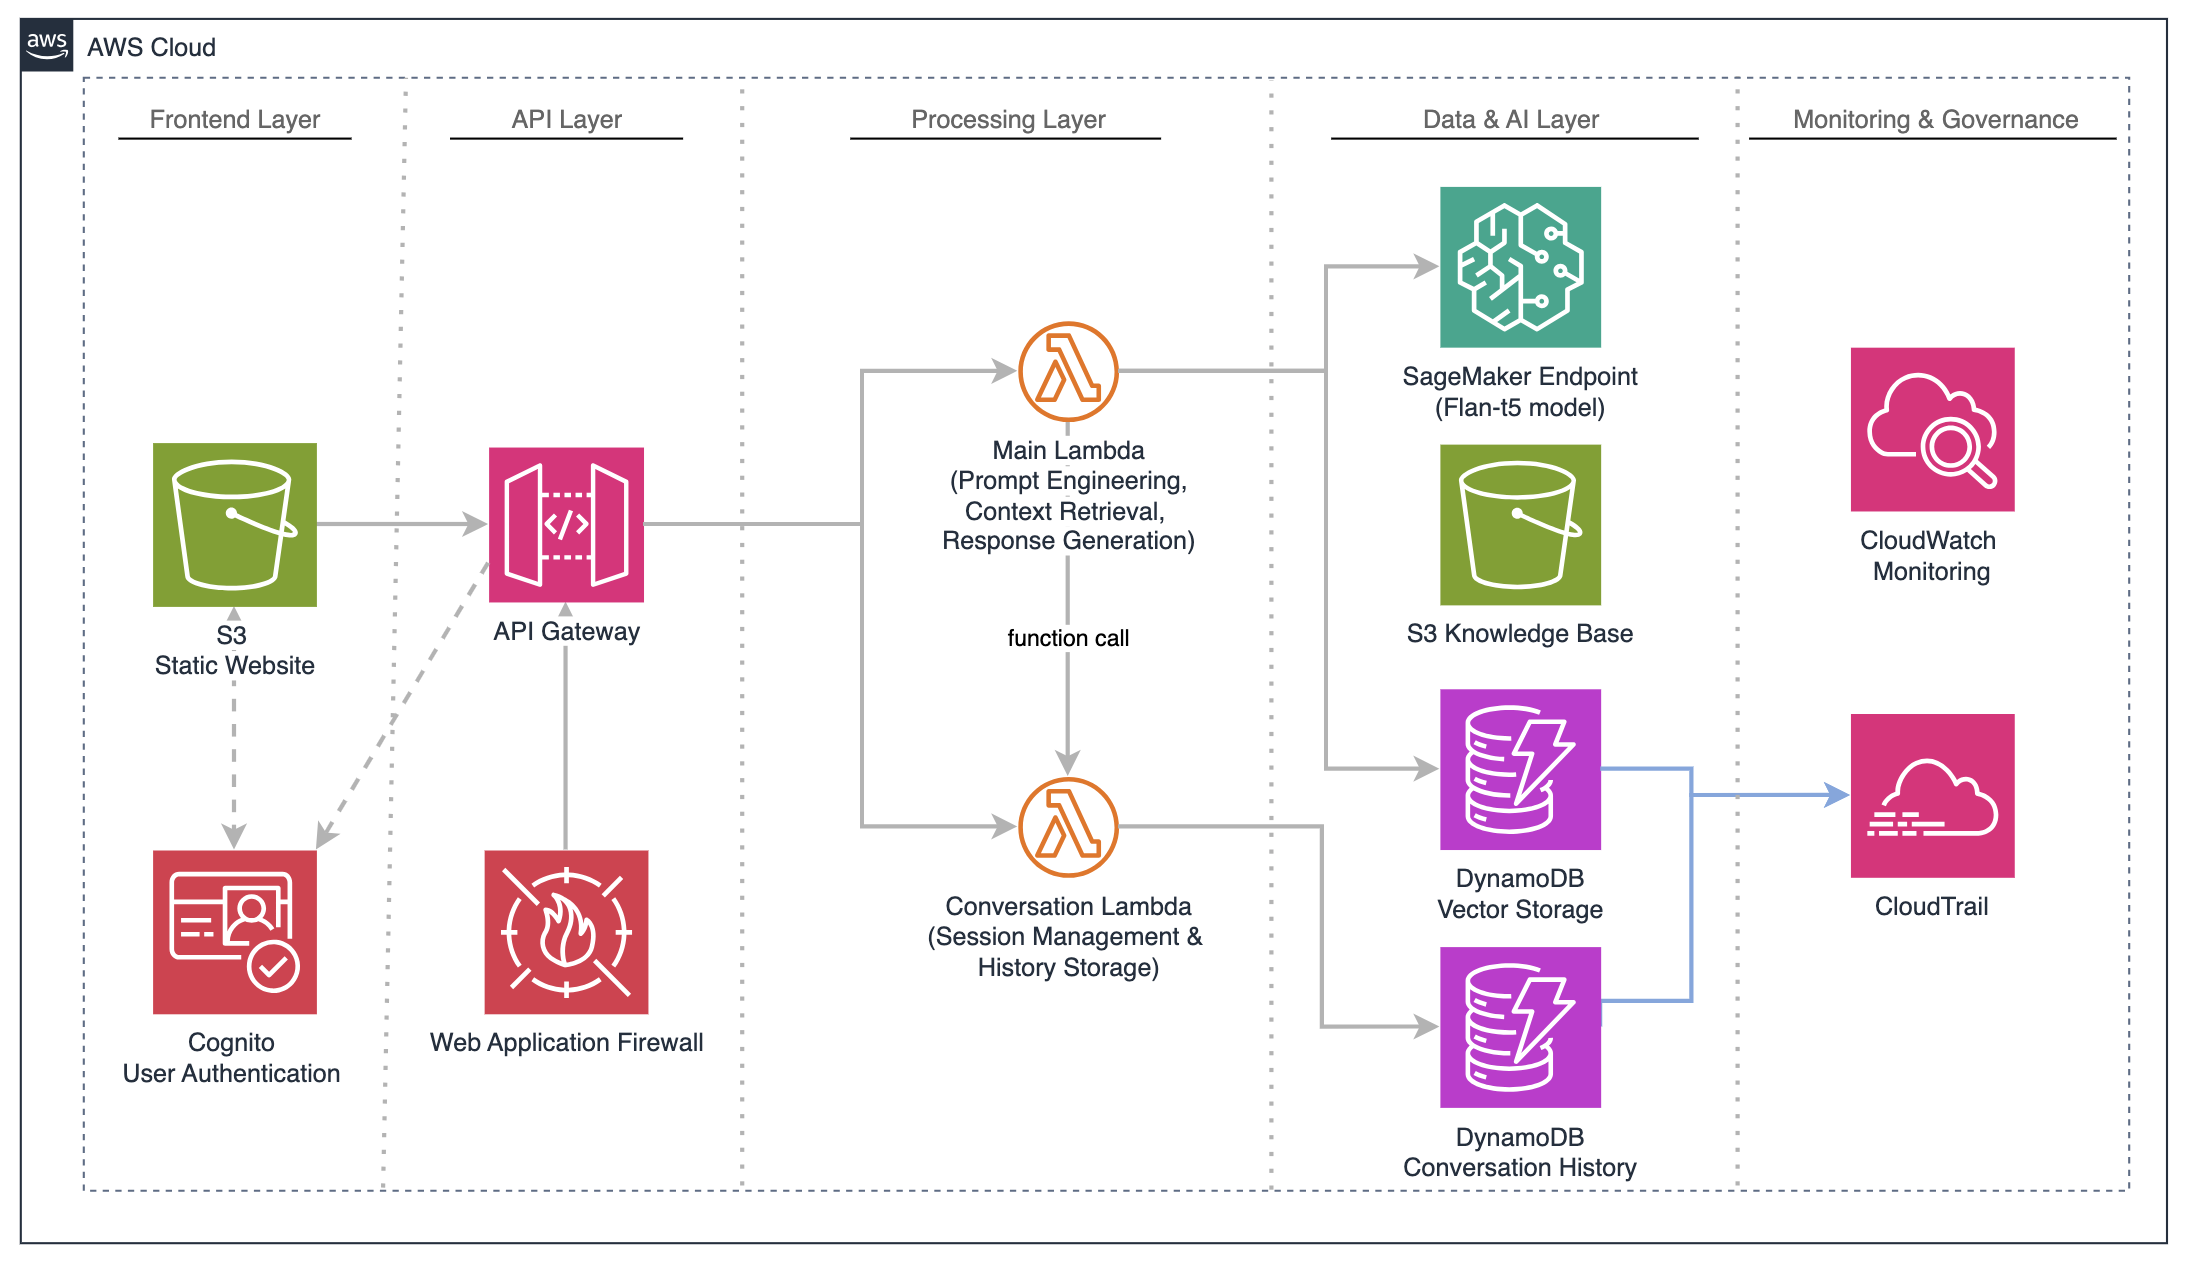 aws
AWS Cloud
Frontend Layer
API Layer
Processing Layer
Data & AI Layer
Monitoring & Governance
S3
Static Website
Cognito
User Authentication
</>
API Gateway
Web Application Firewall
Main Lambda
(Prompt Engineering,
Context Retrieval,
Response Generation)
function call
Conversation Lambda
(Session Management &
History Storage)
SageMaker Endpoint
(Flan-t5 model)
S3 Knowledge Base
DynamoDB
Vector Storage
DynamoDB
Conversation History
CloudWatch
Monitoring
CloudTrail